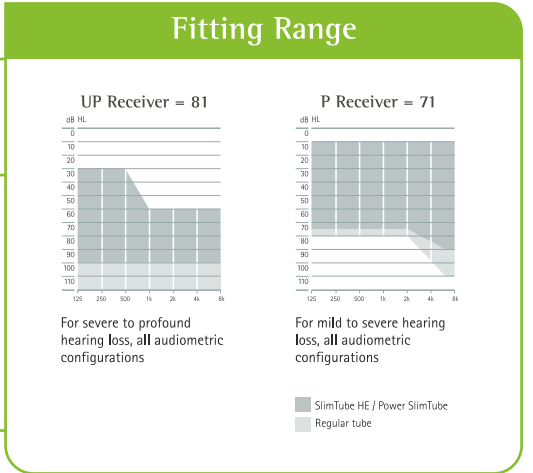 Fitting Range
UP Receiver = 81
dB HL
0
10
20
30
40
50
60
70
80
90
100
110
125 250 500 1k 2k 4k 8k
For severe to profound
hearing loss, all audiometric
configurations
P Receiver = 71
dB HL
0
10
20
30
40
50
60
70
80
90
100
110
125 250 500 1k 2k 4k 8k
For mild to severe hearing
loss, all audiometric
configurations
SlimTube HE / Power SlimTube
Regular tube